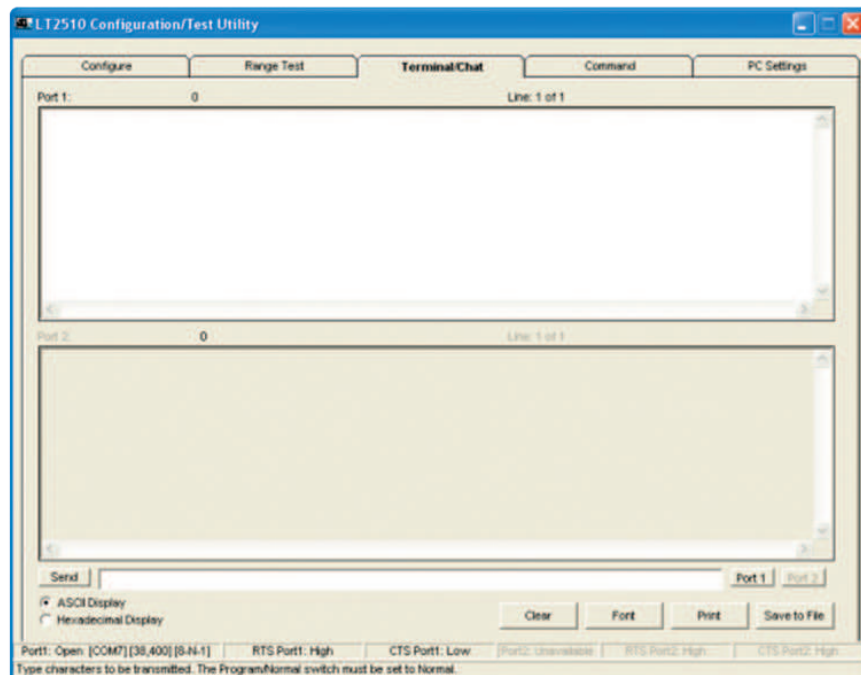 LT2510 Configuration/Test Utility
Configure Range Test Terminal/Chat Command PC Settings
Port 1: 0 Line: 1 of 1
Port 2: 0 Line: 1 of 1
Send Port 1 Port 2
ASCII Display
Hexadecimal Display
Clear Font Print Save to File
Port1: Open [COM7] [38,400] [8-N-1] RTS Port1: High CTS Port1: Low Port2: Unavailable RTS Port2: High CTS Port2: High
Type characters to be transmitted. The Program/Normal switch must be set to Normal.